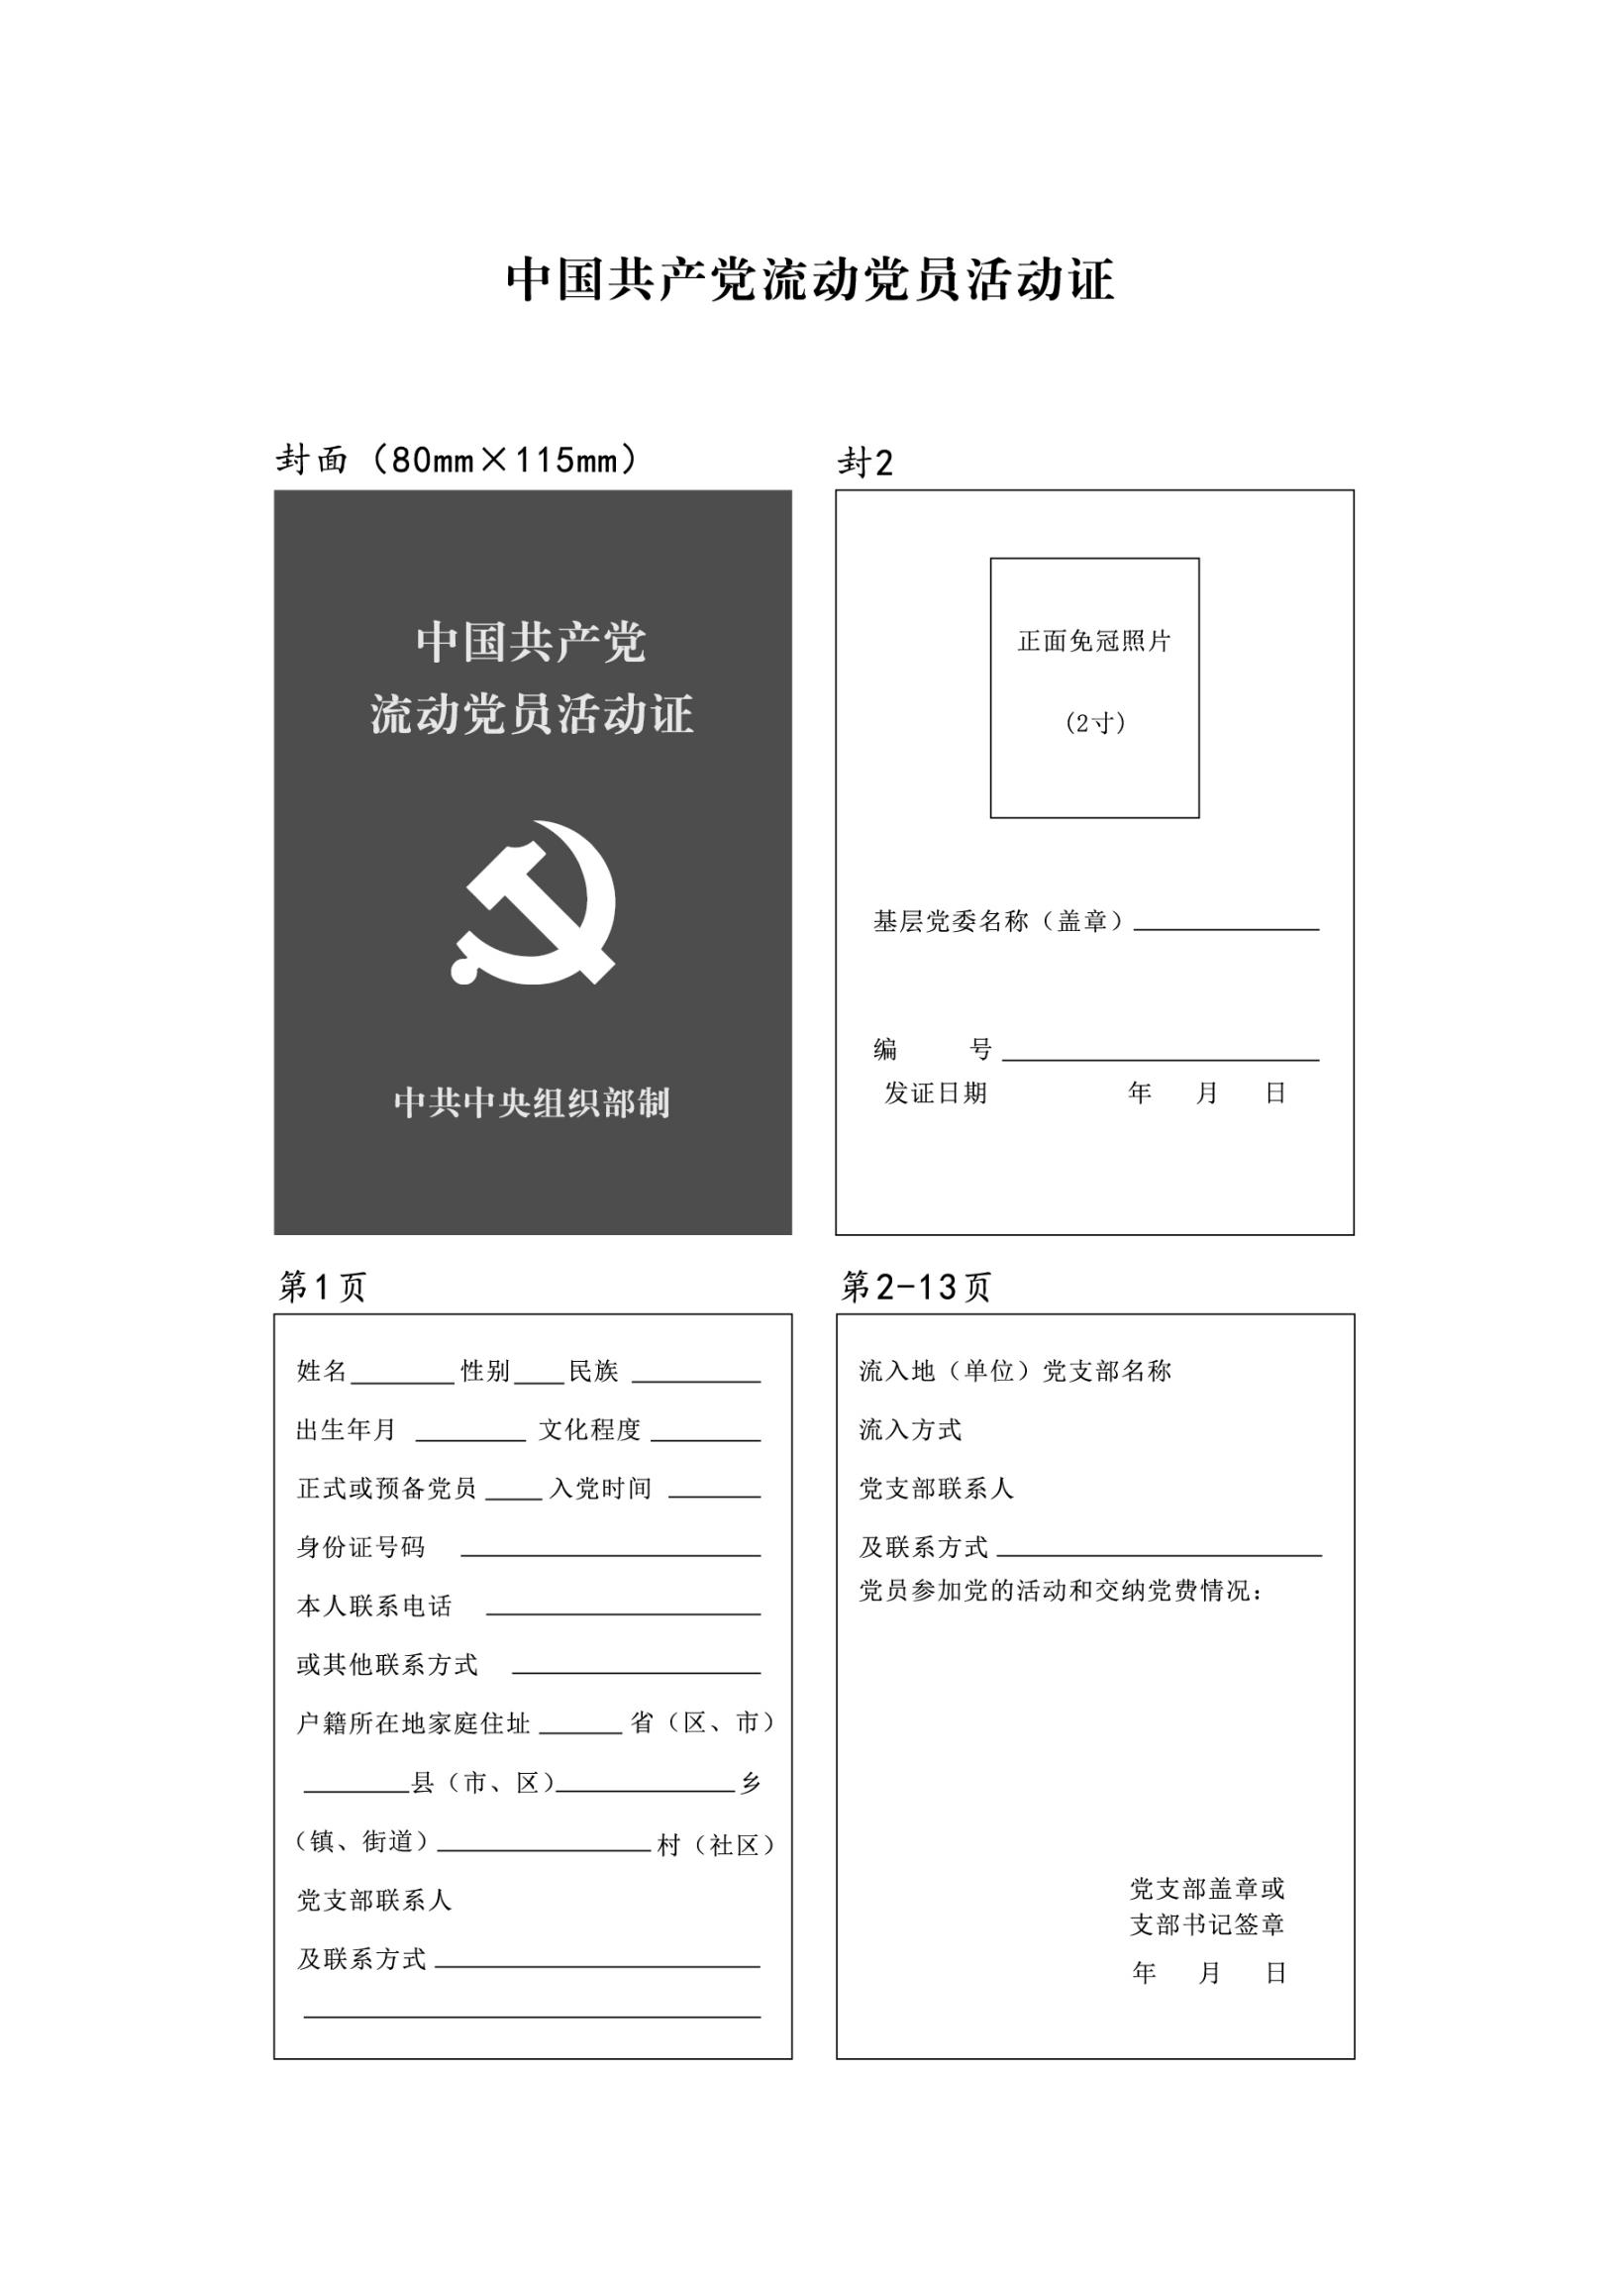 中国共产党流动党员活动证
封面（80mm×115mm）
中国共产党
流动党员活动证
中共中央组织部制
封2
正面免冠照片
(2寸)
基层党委名称（盖章）
编 号
发证日期 年 月 日
第1页
姓名 性别 民族
出生年月 文化程度
正式或预备党员 入党时间
身份证号码
本人联系电话
或其他联系方式
户籍所在地家庭住址 省（区、市）
县（市、区） 乡
（镇、街道） 村（社区）
党支部联系人
及联系方式
第2-13页
流入地（单位）党支部名称
流入方式
党支部联系人
及联系方式
党员参加党的活动和交纳党费情况：
党支部盖章或
支部书记签章
年 月 日